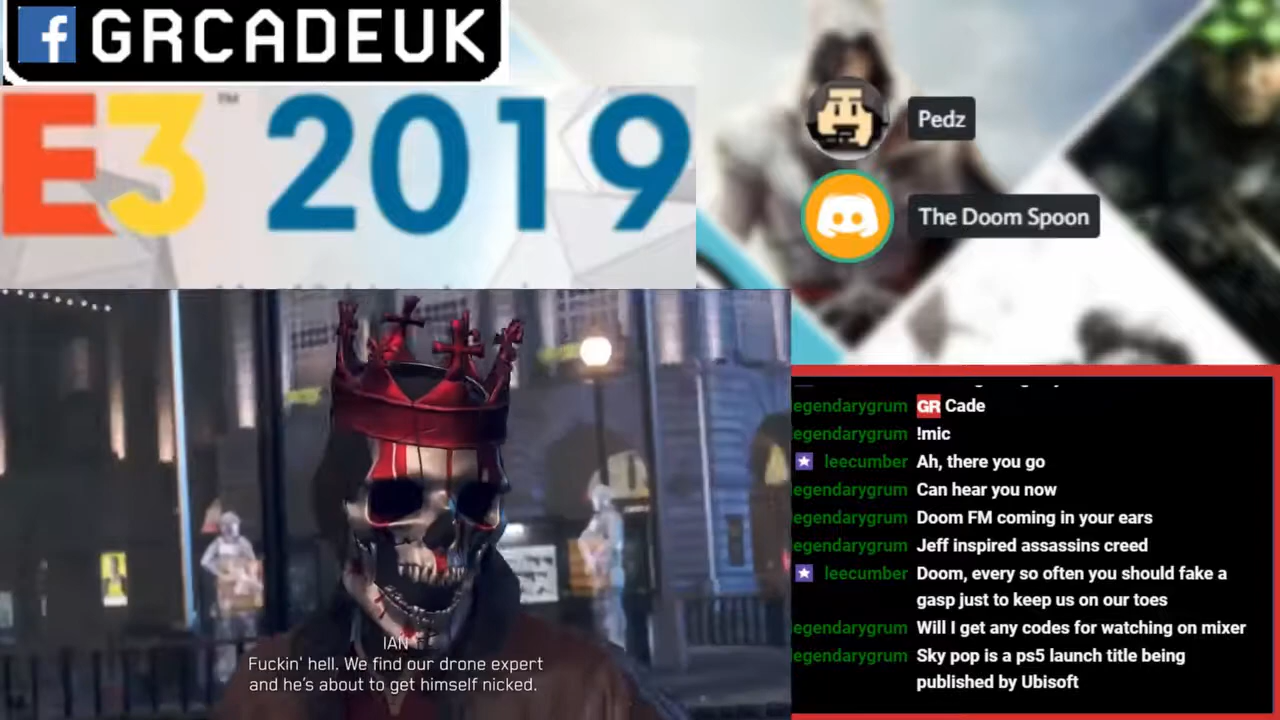 GRCADEUK
E3™ 2019
Pedz
The Doom Spoon
IAN
Fuckin' hell. We find our drone expert
and he's about to get himself nicked.
egendarygrum GR Cade
egendarygrum !mic
leecumber Ah, there you go
egendarygrum Can hear you now
egendarygrum Doom FM coming in your ears
egendarygrum Jeff inspired assassins creed
leecumber Doom, every so often you should fake a
gasp just to keep us on our toes
egendarygrum Will I get any codes for watching on mixer
egendarygrum Sky pop is a ps5 launch title being
published by Ubisoft